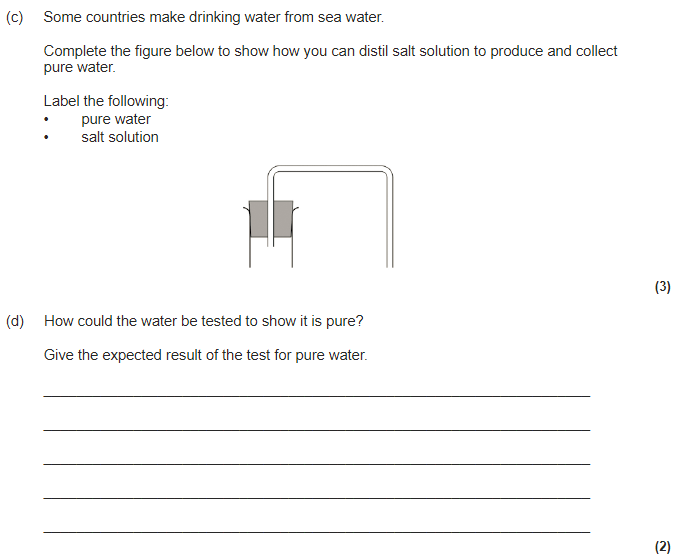 (c) Some countries make drinking water from sea water.
Complete the figure below to show how you can distil salt solution to produce and collect
pure water.
Label the following:
• pure water
• salt solution
(3)
(d) How could the water be tested to show it is pure?
Give the expected result of the test for pure water.
(2)